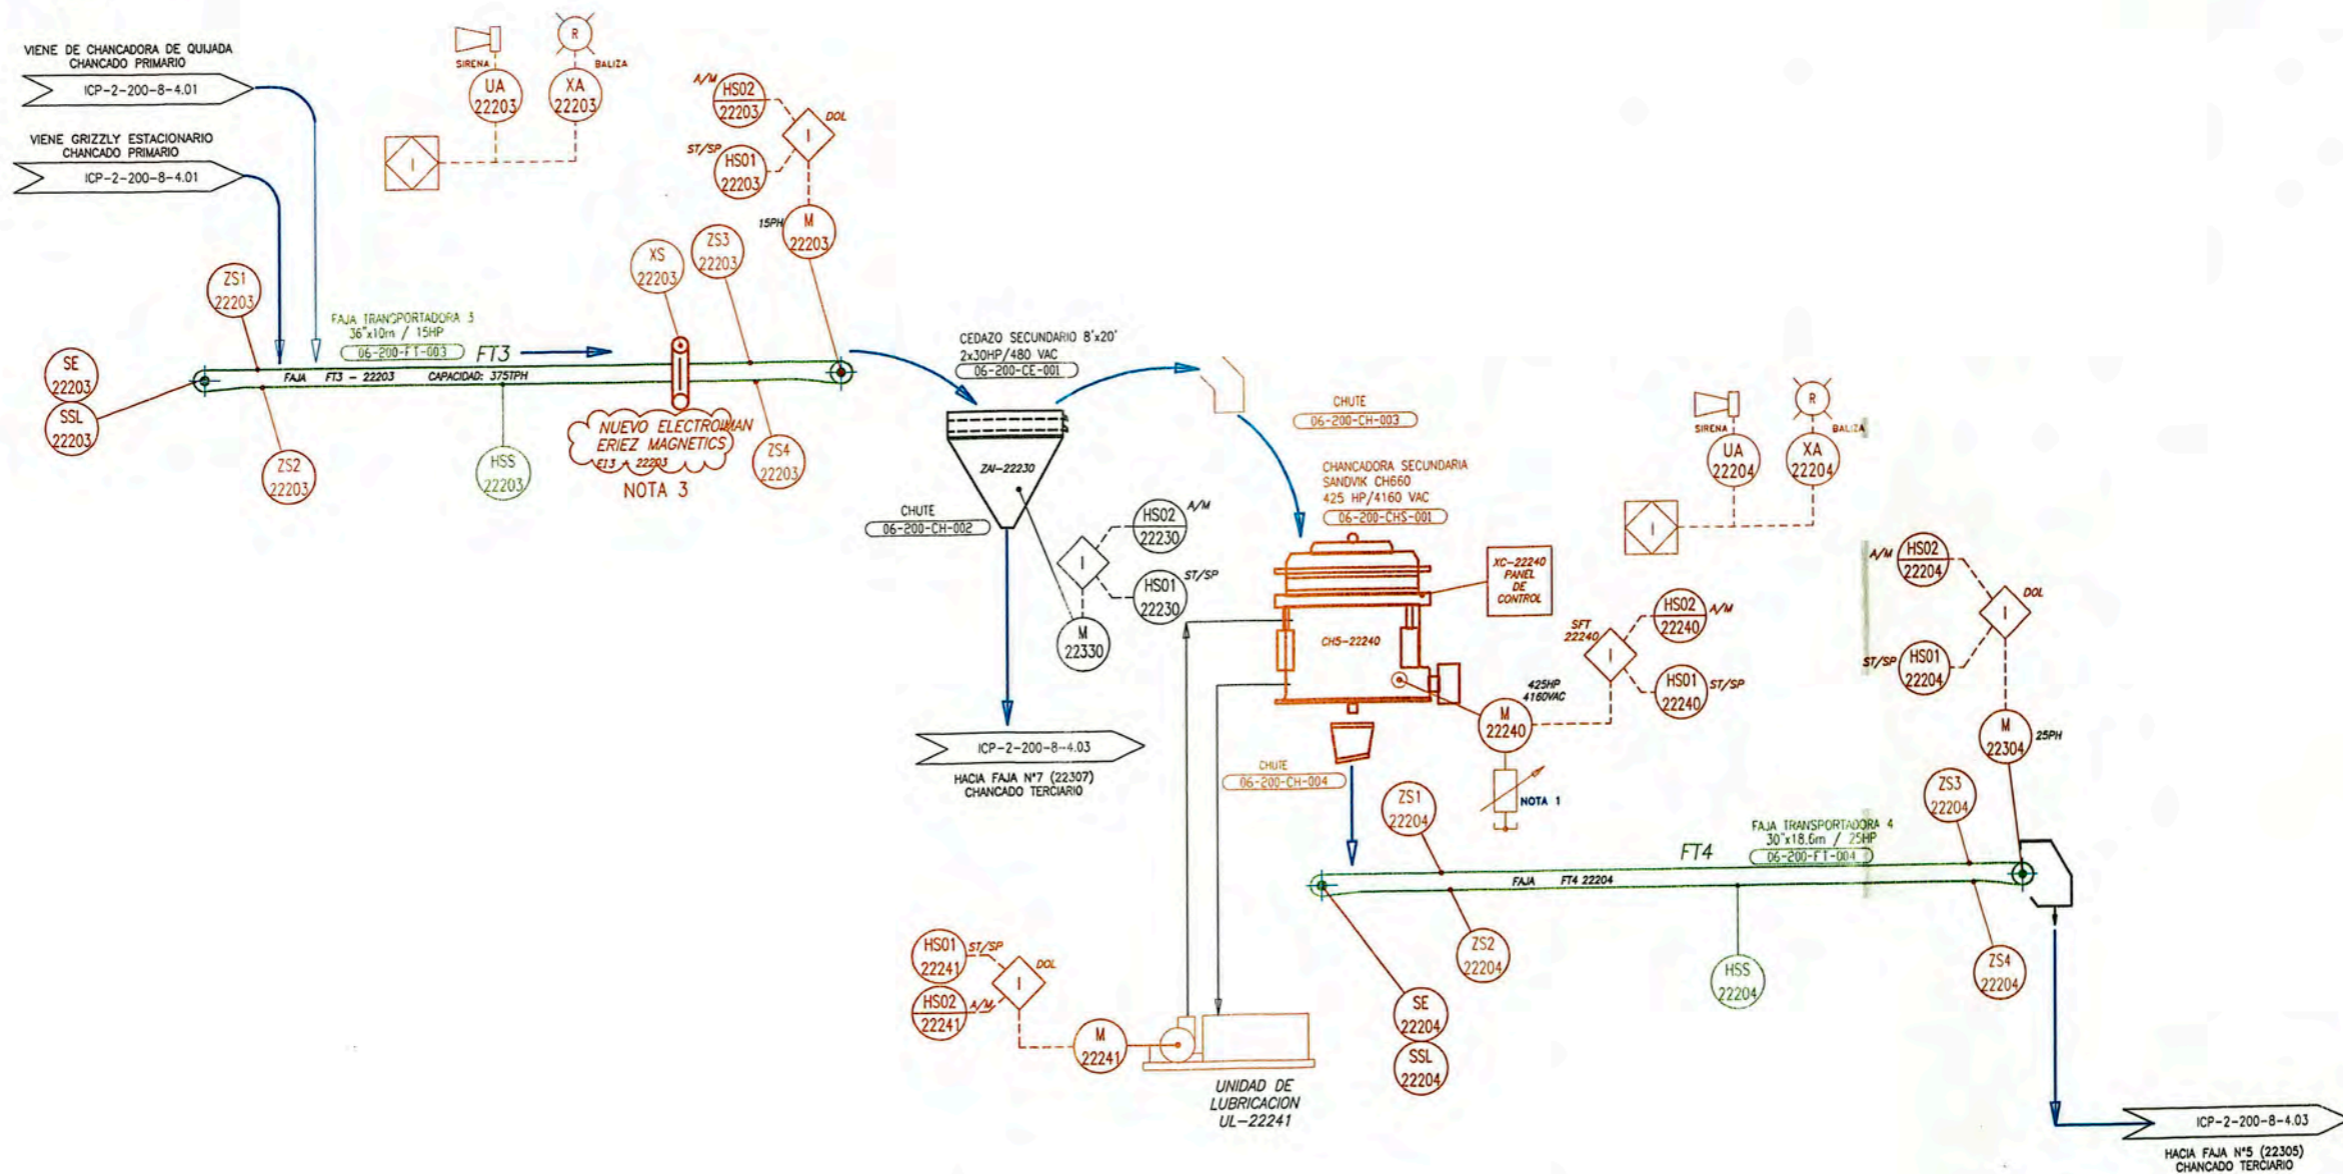 VIENE DE CHANCADORA DE QUIJADA
CHANCADO PRIMARIO
ICP-2-200-8-4.01
VIENE GRIZZLY ESTACIONARIO
CHANCADO PRIMARIO
ICP-2-200-8-4.01
SIRENA
R
BALIZA
UA
22203
XA
22203
I
A/M
HS02
22203
DOL
I
ST/SP
HS01
22203
15PH
M
22203
ZS1
22203
XS
22203
ZS3
22203
FAJA TRANSPORTADORA 3
36"x10m / 15HP
06-200-FT-003
FT3
SE
22203
SSL
22203
FAJA FT3 - 22203 CAPACIDAD: 375TPH
ZS2
22203
HSS
22203
NUEVO ELECTROIMAN
ERIEZ MAGNETICS
E13 - 22203
NOTA 3
ZS4
22203
CEDAZO SECUNDARIO 8'x20'
2x30HP/480 VAC
06-200-CE-001
ZAI-22230
CHUTE
06-200-CH-002
HS02
22230
A/M
I
HS01
22230
ST/SP
M
22330
ICP-2-200-8-4.03
HACIA FAJA N°7 (22307)
CHANCADO TERCIARIO
CHUTE
06-200-CH-003
CHANCADORA SECUNDARIA
SANDVIK CH660
425 HP/4160 VAC
06-200-CHS-001
XC-22240
PANEL
DE
CONTROL
CHS-22240
SFT
22240
I
HS02
22240
A/M
HS01
22240
ST/SP
425HP
4160VAC
M
22240
NOTA 1
CHUTE
06-200-CH-004
SIRENA
R
BALIZA
UA
22204
XA
22204
I
A/M
HS02
22204
DOL
I
ST/SP
HS01
22204
M
22304
25PH
ZS1
22204
ZS3
22204
FAJA TRANSPORTADORA 4
30"x18.6m / 25HP
06-200-FT-004
FT4
FAJA FT4 22204
ZS2
22204
HSS
22204
ZS4
22204
SE
22204
SSL
22204
HS01
22241
ST/SP
DOL
I
HS02
22241
A/M
M
22241
UNIDAD DE
LUBRICACION
UL-22241
ICP-2-200-8-4.03
HACIA FAJA N°5 (22305)
CHANCADO TERCIARIO